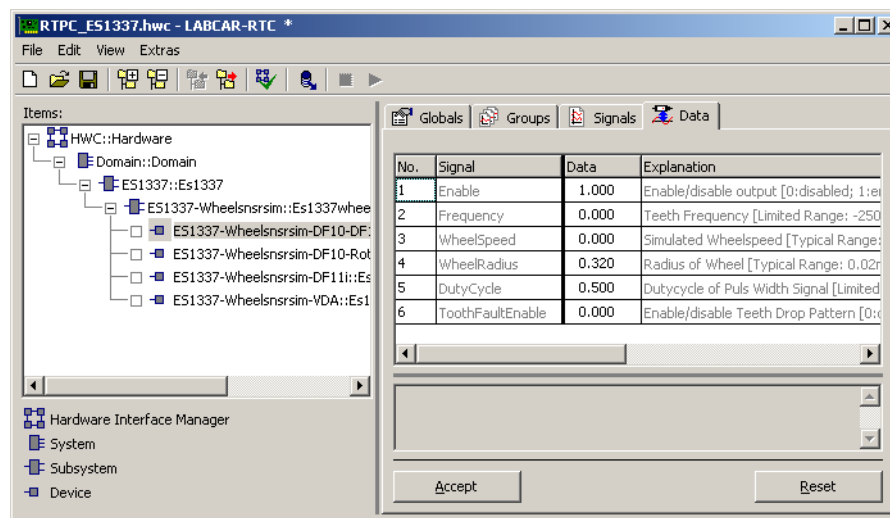 RTPC_ES1337.hwc - LABCAR-RTC *
File Edit View Extras
Items:
HWC::Hardware
Domain::Domain
ES1337::Es1337
ES1337-Wheelsnsrsim::Es1337whee
ES1337-Wheelsnsrsim-DF10-DF1
ES1337-Wheelsnsrsim-DF10-Rot
ES1337-Wheelsnsrsim-DF11i::Es
ES1337-Wheelsnsrsim-VDA::Es1
Hardware Interface Manager
System
Subsystem
Device
Globals Groups Signals Data
No. Signal Data Explanation
1 Enable 1.000 Enable/disable output [0:disabled; 1:e
2 Frequency 0.000 Teeth Frequency [Limited Range: -250
3 WheelSpeed 0.000 Simulated Wheelspeed [Typical Range:
4 WheelRadius 0.320 Radius of Wheel [Typical Range: 0.02
5 DutyCycle 0.500 Dutycycle of Puls Width Signal [Limited
6 ToothFaultEnable 0.000 Enable/disable Teeth Drop Pattern [0:
Accept Reset